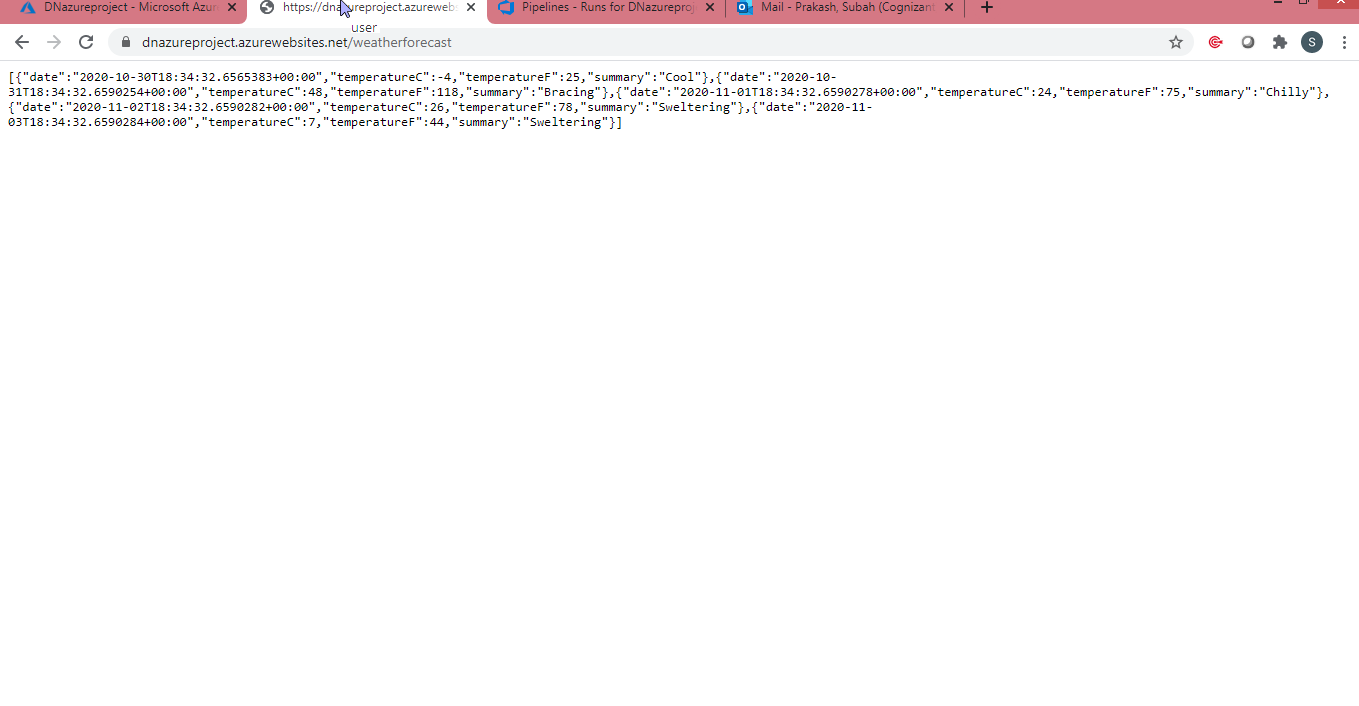 DNazureproject - Microsoft Azur
https://dnazureproject.azureweb
Pipelines - Runs for DNazureproj
Mail - Prakash, Subah (Cognizant
user
dnazureproject.azurewebsites.net/weatherforecast
S
[{"date":"2020-10-30T18:34:32.6565383+00:00","temperatureC":-4,"temperatureF":25,"summary":"Cool"},{"date":"2020-10-
31T18:34:32.6590254+00:00","temperatureC":48,"temperatureF":118,"summary":"Bracing"},{"date":"2020-11-01T18:34:32.6590278+00:00","temperatureC":24,"temperatureF":75,"summary":"Chilly"},
{"date":"2020-11-02T18:34:32.6590282+00:00","temperatureC":26,"temperatureF":78,"summary":"Sweltering"},{"date":"2020-11-
03T18:34:32.6590284+00:00","temperatureC":7,"temperatureF":44,"summary":"Sweltering"}]